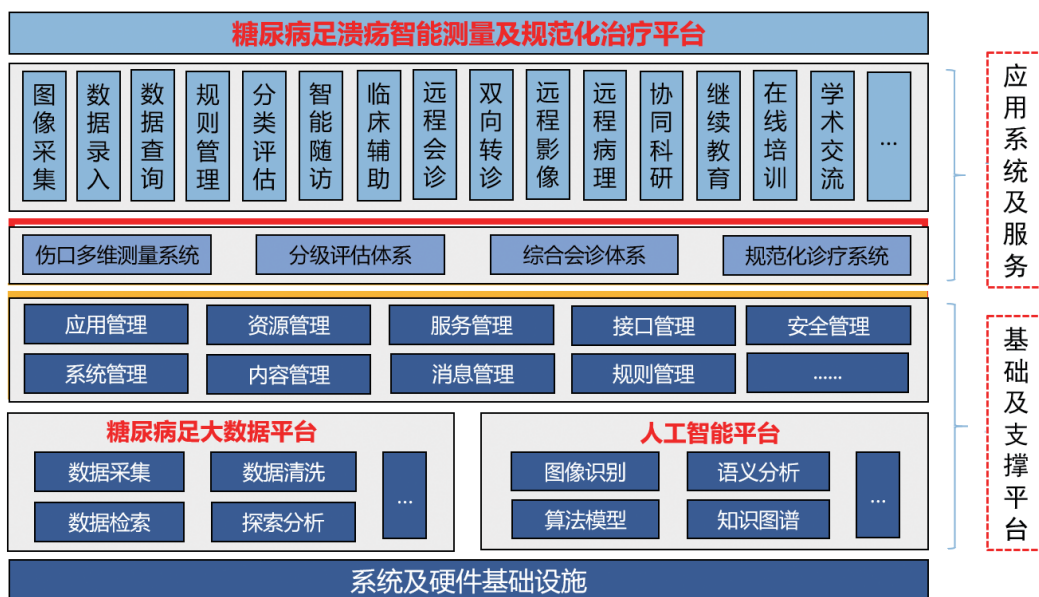 糖尿病足溃疡智能测量及规范化治疗平台
图像采集
数据录入
数据查询
规则管理
分类评估
智能随访
临床辅助
远程会诊
双向转诊
远程影像
远程病理
协同科研
继续教育
在线培训
学术交流
...
应用系统及服务
伤口多维测量系统
分级评估体系
综合会诊体系
规范化诊疗系统
应用管理
资源管理
服务管理
接口管理
安全管理
系统管理
内容管理
消息管理
规则管理
......
基础及支撑平台
糖尿病足大数据平台
数据采集
数据清洗
数据检索
探索分析
...
人工智能平台
图像识别
语义分析
算法模型
知识图谱
...
系统及硬件基础设施